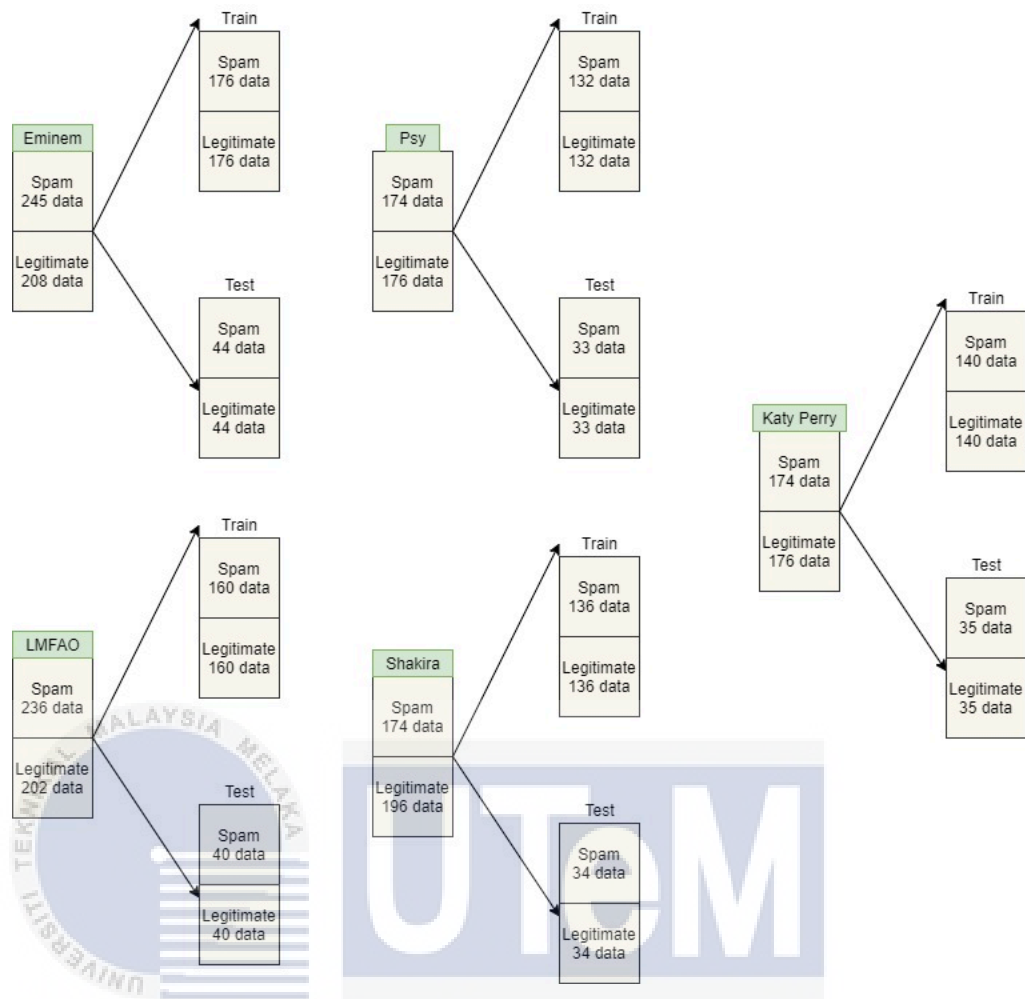 Train
Spam
176 data
Legitimate
176 data
Eminem
Spam
245 data
Legitimate
208 data
Test
Spam
44 data
Legitimate
44 data
Train
Spam
132 data
Legitimate
132 data
Psy
Spam
174 data
Legitimate
176 data
Test
Spam
33 data
Legitimate
33 data
Train
Spam
140 data
Legitimate
140 data
Katy Perry
Spam
174 data
Legitimate
176 data
Test
Spam
35 data
Legitimate
35 data
Train
Spam
160 data
Legitimate
160 data
LMFAO
Spam
236 data
Legitimate
202 data
Test
Spam
40 data
Legitimate
40 data
Train
Spam
136 data
Legitimate
136 data
Shakira
Spam
174 data
Legitimate
196 data
Test
Spam
34 data
Legitimate
34 data
UNIVERSITI TEKNIKAL MALAYSIA MELAKA
UTeM